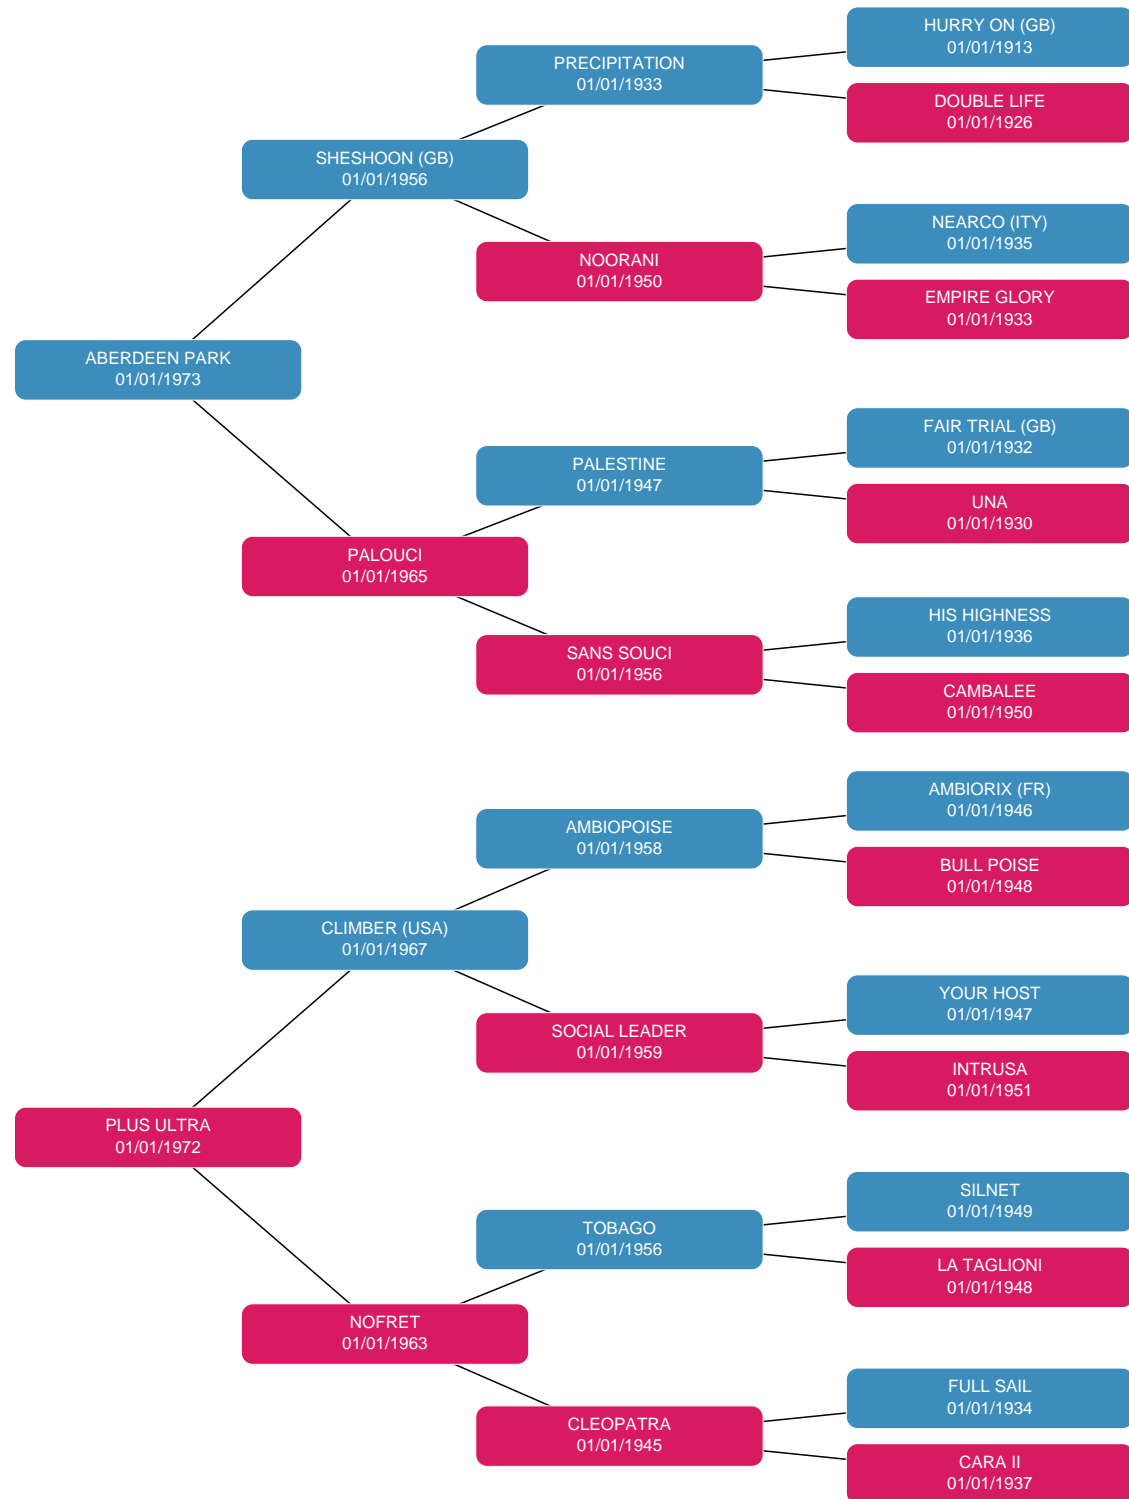 HURRY ON (GB)
01/01/1913
PRECIPITATION
01/01/1933
DOUBLE LIFE
01/01/1926
SHESHOON (GB)
01/01/1956
NEARCO (ITY)
01/01/1935
NOORANI
01/01/1950
EMPIRE GLORY
01/01/1933
ABERDEEN PARK
01/01/1973
FAIR TRIAL (GB)
01/01/1932
PALESTINE
01/01/1947
UNA
01/01/1930
PALOUCI
01/01/1965
HIS HIGHNESS
01/01/1936
SANS SOUCI
01/01/1956
CAMBALEE
01/01/1950
AMBIORIX (FR)
01/01/1946
AMBIOPOISE
01/01/1958
BULL POISE
01/01/1948
CLIMBER (USA)
01/01/1967
YOUR HOST
01/01/1947
SOCIAL LEADER
01/01/1959
INTRUSA
01/01/1951
PLUS ULTRA
01/01/1972
SILNET
01/01/1949
TOBAGO
01/01/1956
LA TAGLIONI
01/01/1948
NOFRET
01/01/1963
FULL SAIL
01/01/1934
CLEOPATRA
01/01/1945
CARA II
01/01/1937